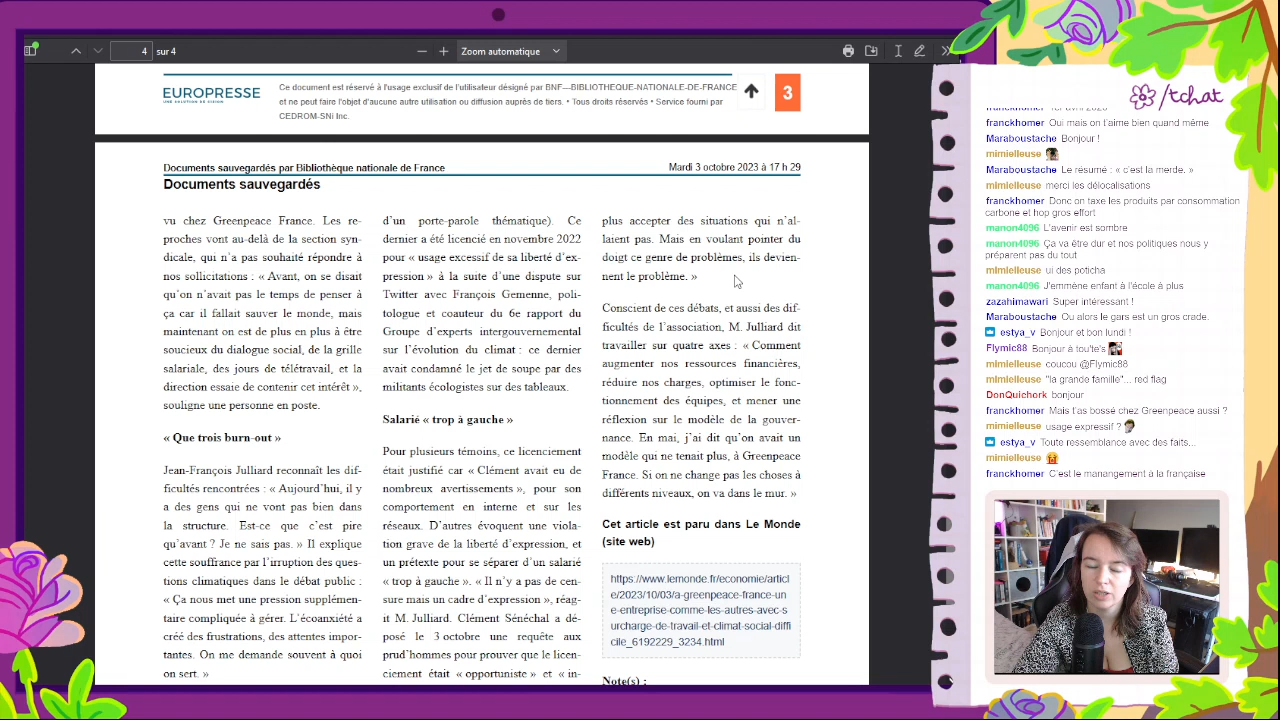 4 sur 4
Zoom automatique
EUROPRESSE
Ce document est réservé à l'usage exclusif de l'utilisateur désigné par BNF—BIBLIOTHEQUE-NATIONALE-DE-FRANCE
et ne peut faire l'objet d'aucune autre utilisation ou diffusion auprès de tiers. • Tous droits réservés • Service fourni par
CEDROM-SNi Inc.
3
Documents sauvegardés par Bibliothèque nationale de France
Mardi 3 octobre 2023 à 17 h 29
Documents sauvegardés
vu chez Greenpeace France. Les re-
proches vont au-delà de la section syn-
dicale, qui n'a pas souhaité répondre à
nos sollicitations : « Avant, on se disait
qu'on n'avait pas le temps de penser à
ça car il fallait sauver le monde, mais
maintenant on est de plus en plus à être
soucieux du dialogue social, de la grille
salariale, des jours de télétravail, et la
direction essaie de contenir cet intérêt »,
souligne une personne en poste.
« Que trois burn-out »
Jean-François Julliard reconnaît les dif-
ficultés rencontrées : « Aujourd'hui, il y
a des gens qui ne vont pas bien dans
la structure. Est-ce que c'est pire
qu'avant ? Je ne sais pas. » Il explique
cette souffrance par l'irruption des ques-
tions climatiques dans le débat public :
« Ça nous met une pression supplémen-
taire compliquée à gérer. L'écoanxiété a
créé des frustrations, des attentes impor-
tantes. On me demande souvent à quoi
on sert. »
d'un porte-parole thématique). Ce
dernier a été licencié en novembre 2022
pour « usage excessif de sa liberté d'ex-
pression » à la suite d'une dispute sur
Twitter avec François Gemenne, poli-
tologue et coauteur du 6e rapport du
Groupe d'experts intergouvernemental
sur l'évolution du climat : ce dernier
avait condamné le jet de soupe par des
militants écologistes sur des tableaux.
Salarié « trop à gauche »
Pour plusieurs témoins, ce licenciement
était justifié car « Clément avait eu de
nombreux avertissements », pour son
comportement en interne et sur les
réseaux. D'autres évoquent une viola-
tion grave de la liberté d'expression, et
un prétexte pour se séparer d'un salarié
« trop à gauche ». « Il n'y a pas de cen-
sure mais un cadre d'expression », réag-
it M. Julliard. Clément Sénéchal a dé-
posé le 3 octobre une requête aux
prud'hommes pour prouver que le licen-
ciement était « opportuniste » et « in-
plus accepter des situations qui n'al-
laient pas. Mais en voulant pointer du
doigt ce genre de problèmes, ils devien-
nent le problème. »
Conscient de ces débats, et aussi des dif-
ficultés de l'association, M. Julliard dit
travailler sur quatre axes : « Comment
augmenter nos ressources financières,
réduire nos charges, optimiser le fonc-
tionnement des équipes, et mener une
réflexion sur le modèle de la gouver-
nance. En mai, j'ai dit qu'on avait un
modèle qui ne tenait plus, à Greenpeace
France. Si on ne change pas les choses à
différents niveaux, on va dans le mur. »
Cet article est paru dans Le Monde
(site web)
https://www.lemonde.fr/economie/articl
e/2023/10/03/a-greenpeace-france-un
e-entreprise-comme-les-autres-avec-s
urcharge-de-travail-et-climat-social-diffi
cile_6192229_3234.html
Note(s) :
/tchat
franckhomer Oui mais on t'aime bien quand même
Maraboustache Bonjour !
mimielleuse
Maraboustache Le résumé : « c'est la merde. »
mimielleuse merci les délocalisations
franckhomer Donc on taxe les produits par consommation
carbone et hop gros effort
manon4096 L'avenir est sombre
manon4096 Ça va être dur et nos politiques nous y
préparent pas du tout
mimielleuse ui des poticha
manon4096 J'emmène enfant à l'école à plus
zazahimawari Super intéressant !
Maraboustache Ou alors le gars est un gros crade.
estya_v Bonjour et bon lundi !
Flymic88 Bonjour à tou'te's
mimielleuse coucou @Flymic88
mimielleuse "la grande famille"... red flag
DonQuichork bonjour
franckhomer Mais t'as bossé chez Greenpeace aussi ?
mimielleuse usage expressif ?
estya_v Toute ressemblance avec des faits...
mimielleuse
franckhomer C'est le manangement à la française